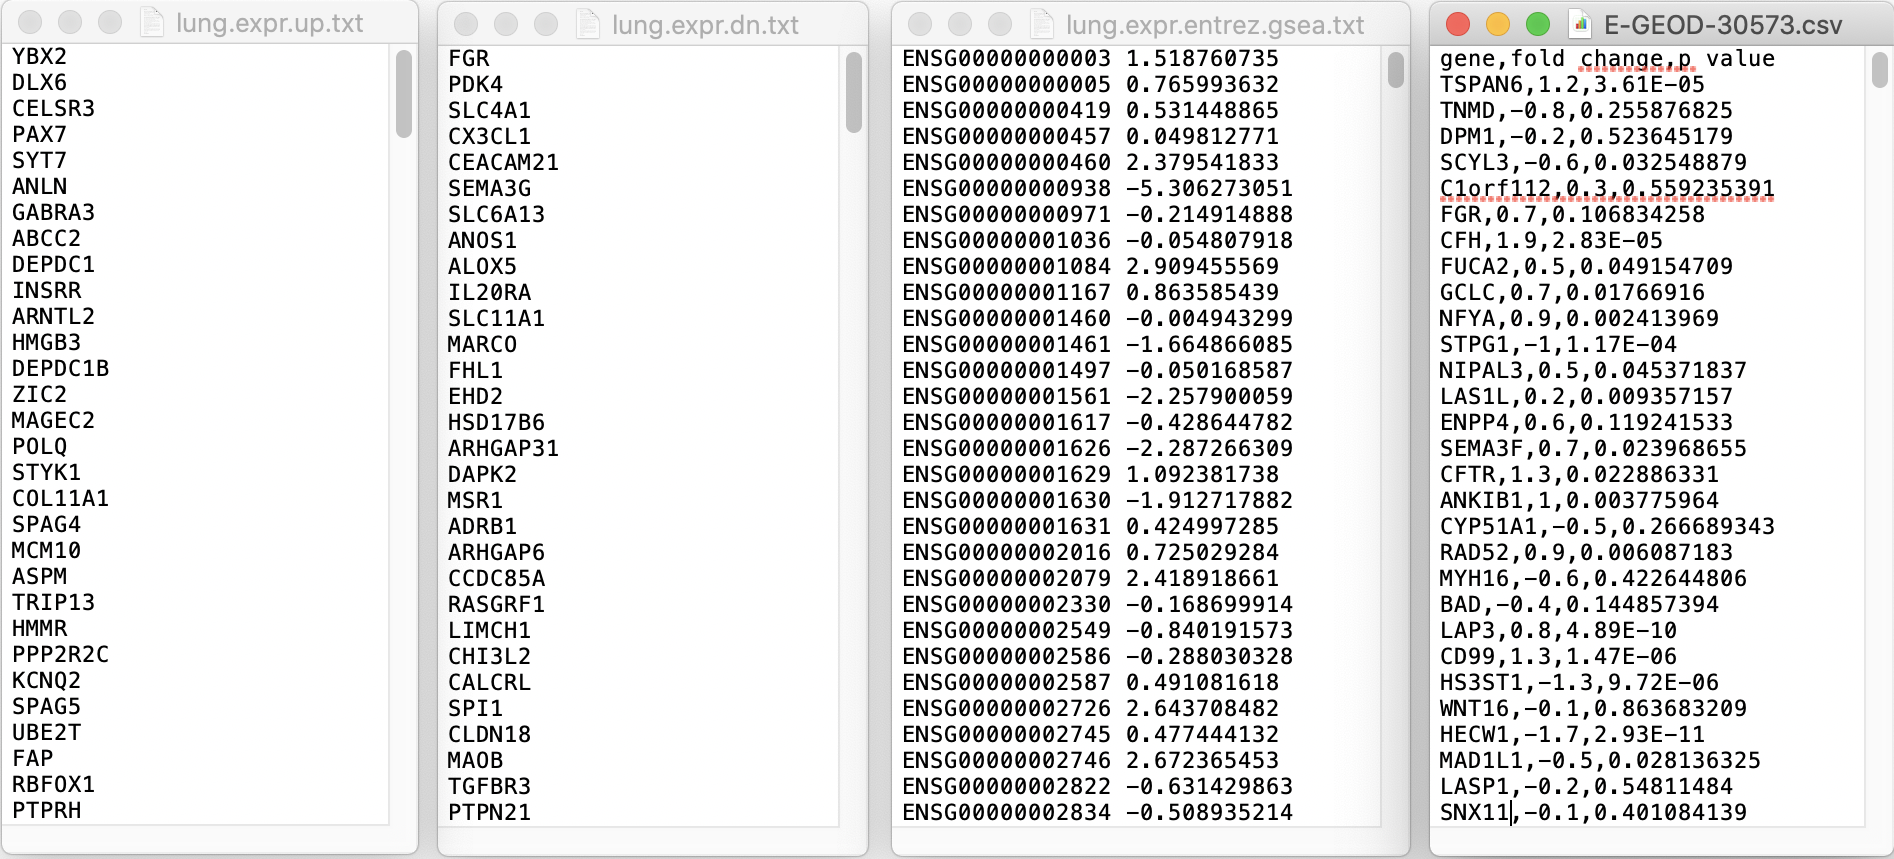 lung.expr.up.txt
YBX2
DLX6
CELSR3
PAX7
SYT7
ANLN
GABRA3
ABCC2
DEPDC1
INSRR
ARNTL2
HMGB3
DEPDC1B
ZIC2
MAGEC2
POLQ
STYK1
COL11A1
SPAG4
MCM10
ASPM
TRIP13
HMMR
PPP2R2C
KCNQ2
SPAG5
UBE2T
FAP
RBFOX1
PTPRH
lung.expr.dn.txt
FGR
PDK4
SLC4A1
CX3CL1
CEACAM21
SEMA3G
SLC6A13
ANOS1
ALOX5
IL20RA
SLC11A1
MARCO
FHL1
EHD2
HSD17B6
ARHGAP31
DAPK2
MSR1
ADRB1
ARHGAP6
CCDC85A
RASGRF1
LIMCH1
CHI3L2
CALCRL
SPI1
CLDN18
MAOB
TGFBR3
PTPN21
lung.expr.entrez.gsea.txt
ENSG00000000003 1.518760735
ENSG00000000005 0.765993632
ENSG00000000419 0.531448865
ENSG00000000457 0.049812771
ENSG00000000460 2.379541833
ENSG00000000938 -5.306273051
ENSG00000000971 -0.214914888
ENSG00000001036 -0.054807918
ENSG00000001084 2.909455569
ENSG00000001167 0.863585439
ENSG00000001460 -0.004943299
ENSG00000001461 -1.664866085
ENSG00000001497 -0.050168587
ENSG00000001561 -2.257900059
ENSG00000001617 -0.428644782
ENSG00000001626 -2.287266309
ENSG00000001629 1.092381738
ENSG00000001630 -1.912717882
ENSG00000001631 0.424997285
ENSG00000002016 0.725029284
ENSG00000002079 2.418918661
ENSG00000002330 -0.168699914
ENSG00000002549 -0.840191573
ENSG00000002586 -0.288030328
ENSG00000002587 0.491081618
ENSG00000002726 2.643708482
ENSG00000002745 0.477444132
ENSG00000002746 2.672365453
ENSG00000002822 -0.631429863
ENSG00000002834 -0.508935214
E-GEOD-30573.csv
gene,fold change,p value
TSPAN6,1.2,3.61E-05
TNMD,-0.8,0.255876825
DPM1,-0.2,0.523645179
SCYL3,-0.6,0.032548879
C1orf112,0.3,0.559235391
FGR,0.7,0.106834258
CFH,1.9,2.83E-05
FUCA2,0.5,0.049154709
GCLC,0.7,0.01766916
NFYA,0.9,0.002413969
STPG1,-1,1.17E-04
NIPAL3,0.5,0.045371837
LAS1L,0.2,0.009357157
ENPP4,0.6,0.119241533
SEMA3F,0.7,0.023968655
CFTR,1.3,0.022886331
ANKIB1,1,0.003775964
CYP51A1,-0.5,0.266689343
RAD52,0.9,0.006087183
MYH16,-0.6,0.422644806
BAD,-0.4,0.144857394
LAP3,0.8,4.89E-10
CD99,1.3,1.47E-06
HS3ST1,-1.3,9.72E-06
WNT16,-0.1,0.863683209
HECW1,-1.7,2.93E-11
MAD1L1,-0.5,0.028136325
LASP1,-0.2,0.54811484
SNX11,-0.1,0.401084139